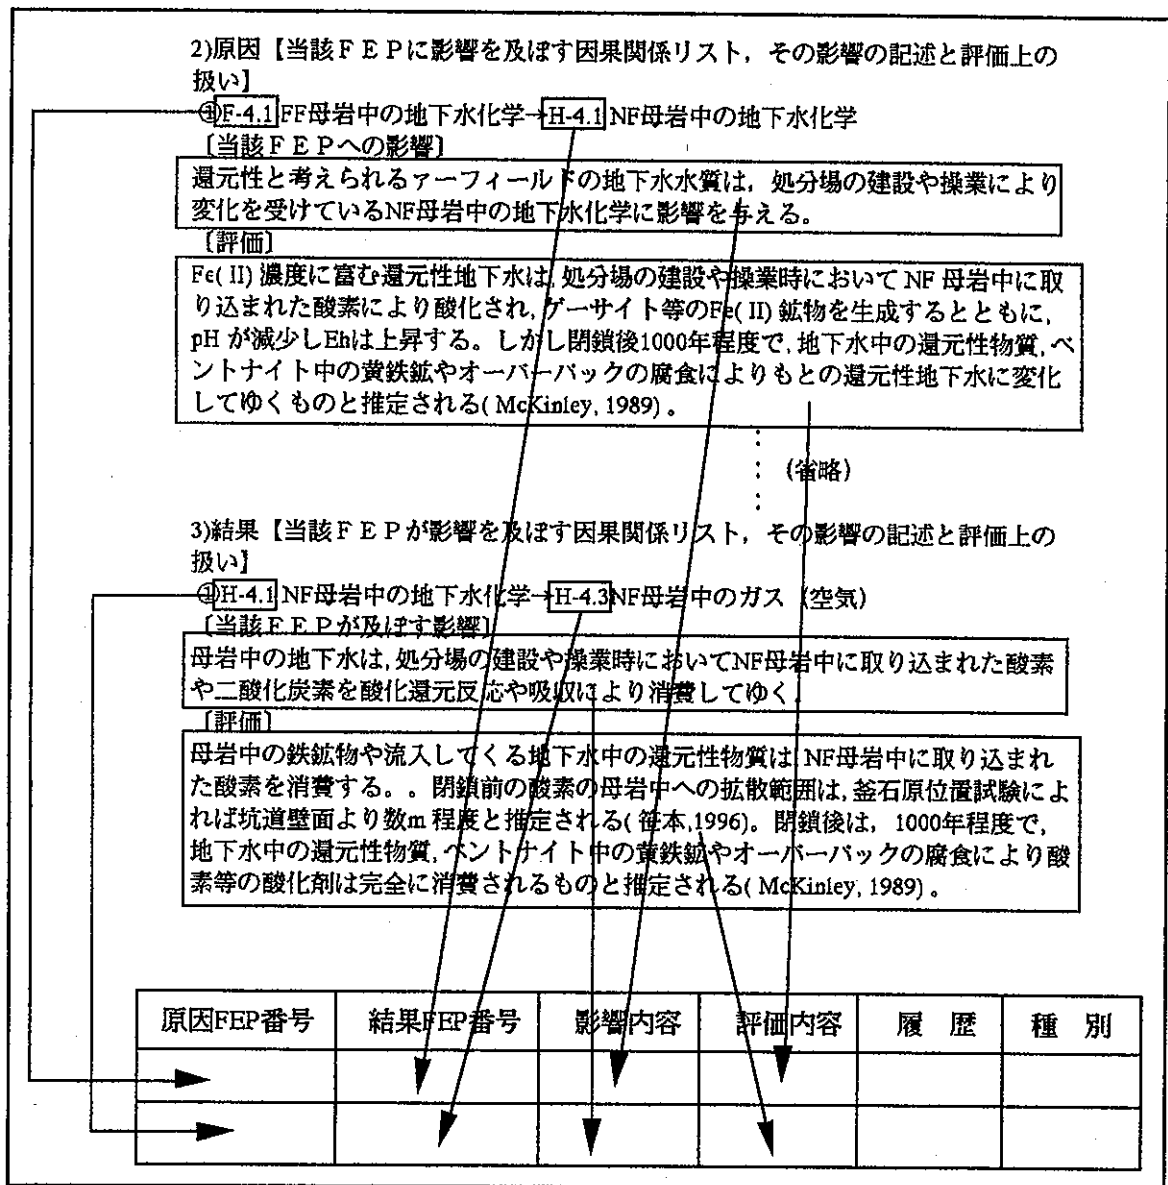 2)原因【当該ＦＥＰに影響を及ぼす因果関係リスト，その影響の記述と評価上の
扱い】
①F-4.1 FF母岩中の地下水化学→H-4.1 NF母岩中の地下水化学
〔当該ＦＥＰへの影響〕
還元性と考えられるァーフィールドの地下水水質は，処分場の建設や操業により
変化を受けているNF母岩中の地下水化学に影響を与える。
〔評価〕
Fe( II) 濃度に富む還元性地下水は,処分場の建設や操業時において NF 母岩中に取
り込まれた酸素により酸化され,ゲーサイト等のFe( II) 鉱物を生成するとともに,
pH が減少しEhは上昇する。しかし閉鎖後1000年程度で,地下水中の還元性物質,ベ
ントナイト中の黄鉄鉱やオーバーパックの腐食によりもとの還元性地下水に変化
してゆくものと推定される( McKinley, 1989) 。
(省略)
3)結果【当該ＦＥＰが影響を及ぼす因果関係リスト，その影響の記述と評価上の
扱い】
①H-4.1 NF母岩中の地下水化学→H-4.3 NF母岩中のガス（空気）
〔当該ＦＥＰが及ぼす影響〕
母岩中の地下水は,処分場の建設や操業時においてNF母岩中に取り込まれた酸素
や二酸化炭素を酸化還元反応や吸収により消費してゆく。
〔評価〕
母岩中の鉄鉱物や流入してくる地下水中の還元性物質は,NF母岩中に取り込まれ
た酸素を消費する。。閉鎖前の酸素の母岩中への拡散範囲は,釜石原位置試験によ
れば坑道壁面より数m 程度と推定される( 笹本,1996)。閉鎖後は，1000年程度で,
地下水中の還元性物質,ベントナイト中の黄鉄鉱やオーバーパックの腐食により酸
素等の酸化剤は完全に消費されるものと推定される( McKinley, 1989) 。
原因FEP番号 結果FEP番号 影響内容 評価内容 履　歴 種　別